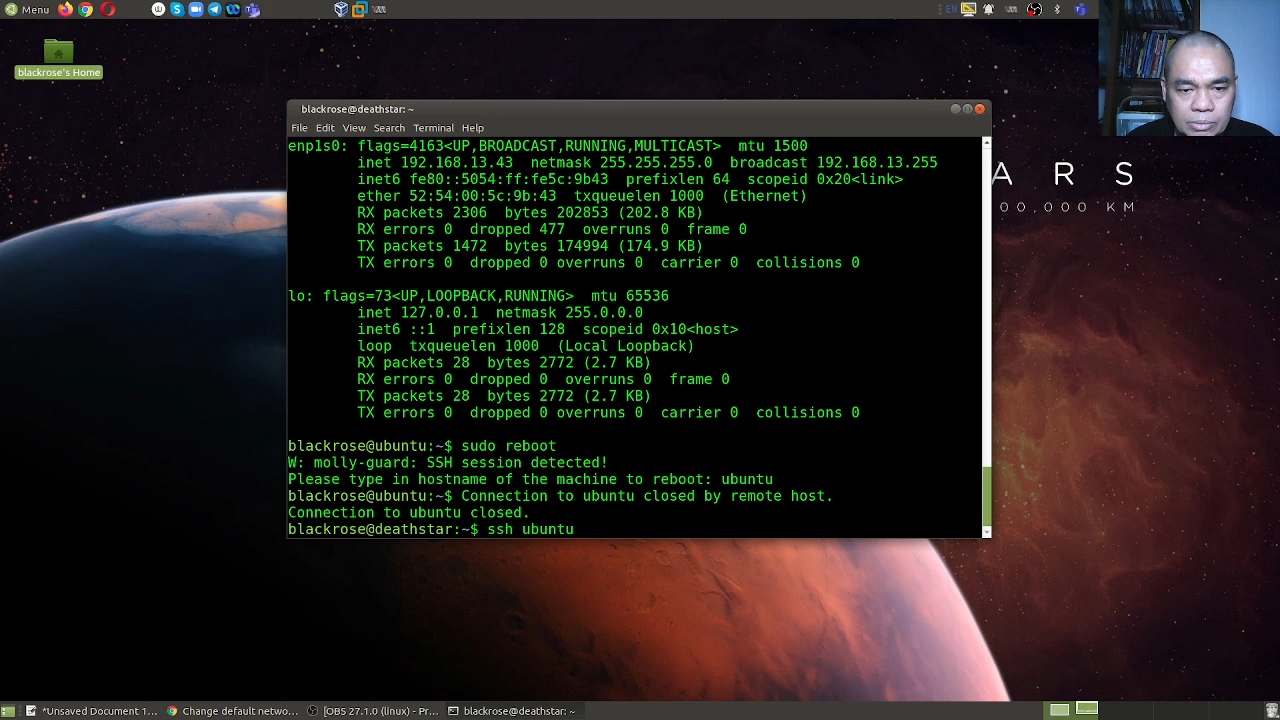 Menu
EN
blackrose's Home
blackrose@deathstar: ~
File Edit View Search Terminal Help
enp1s0: flags=4163<UP,BROADCAST,RUNNING,MULTICAST>  mtu 1500
        inet 192.168.13.43  netmask 255.255.255.0  broadcast 192.168.13.255
        inet6 fe80::5054:ff:fe5c:9b43  prefixlen 64  scopeid 0x20<link>
        ether 52:54:00:5c:9b:43  txqueuelen 1000  (Ethernet)
        RX packets 2306  bytes 202853 (202.8 KB)
        RX errors 0  dropped 477  overruns 0  frame 0
        TX packets 1472  bytes 174994 (174.9 KB)
        TX errors 0  dropped 0 overruns 0  carrier 0  collisions 0
lo: flags=73<UP,LOOPBACK,RUNNING>  mtu 65536
        inet 127.0.0.1  netmask 255.0.0.0
        inet6 ::1  prefixlen 128  scopeid 0x10<host>
        loop  txqueuelen 1000  (Local Loopback)
        RX packets 28  bytes 2772 (2.7 KB)
        RX errors 0  dropped 0  overruns 0  frame 0
        TX packets 28  bytes 2772 (2.7 KB)
        TX errors 0  dropped 0 overruns 0  carrier 0  collisions 0
blackrose@ubuntu:~$ sudo reboot
W: molly-guard: SSH session detected!
Please type in hostname of the machine to reboot: ubuntu
blackrose@ubuntu:~$ Connection to ubuntu closed by remote host.
Connection to ubuntu closed.
blackrose@deathstar:~$ ssh ubuntu
A R S
00,000 KM
*Unsaved Document 1...
Change default netwo...
[OBS 27.1.0 (linux) - Pr...
blackrose@deathstar: ~